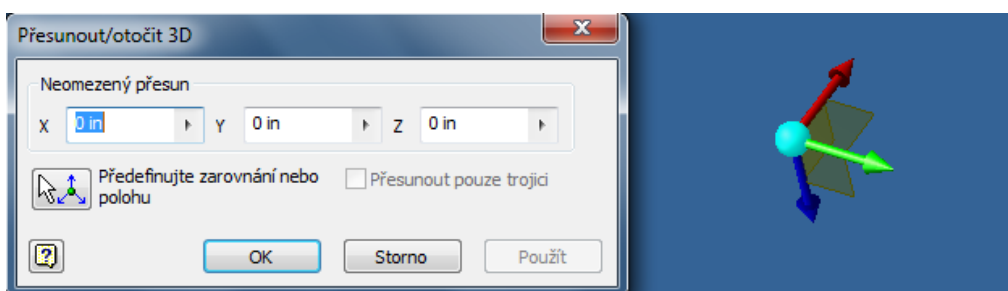 Přesunout/otočit 3D
Neomezený přesun
X 0 in Y 0 in Z 0 in
Předefinujte zarovnání nebo
polohu
Přesunout pouze trojici
OK Storno Použít